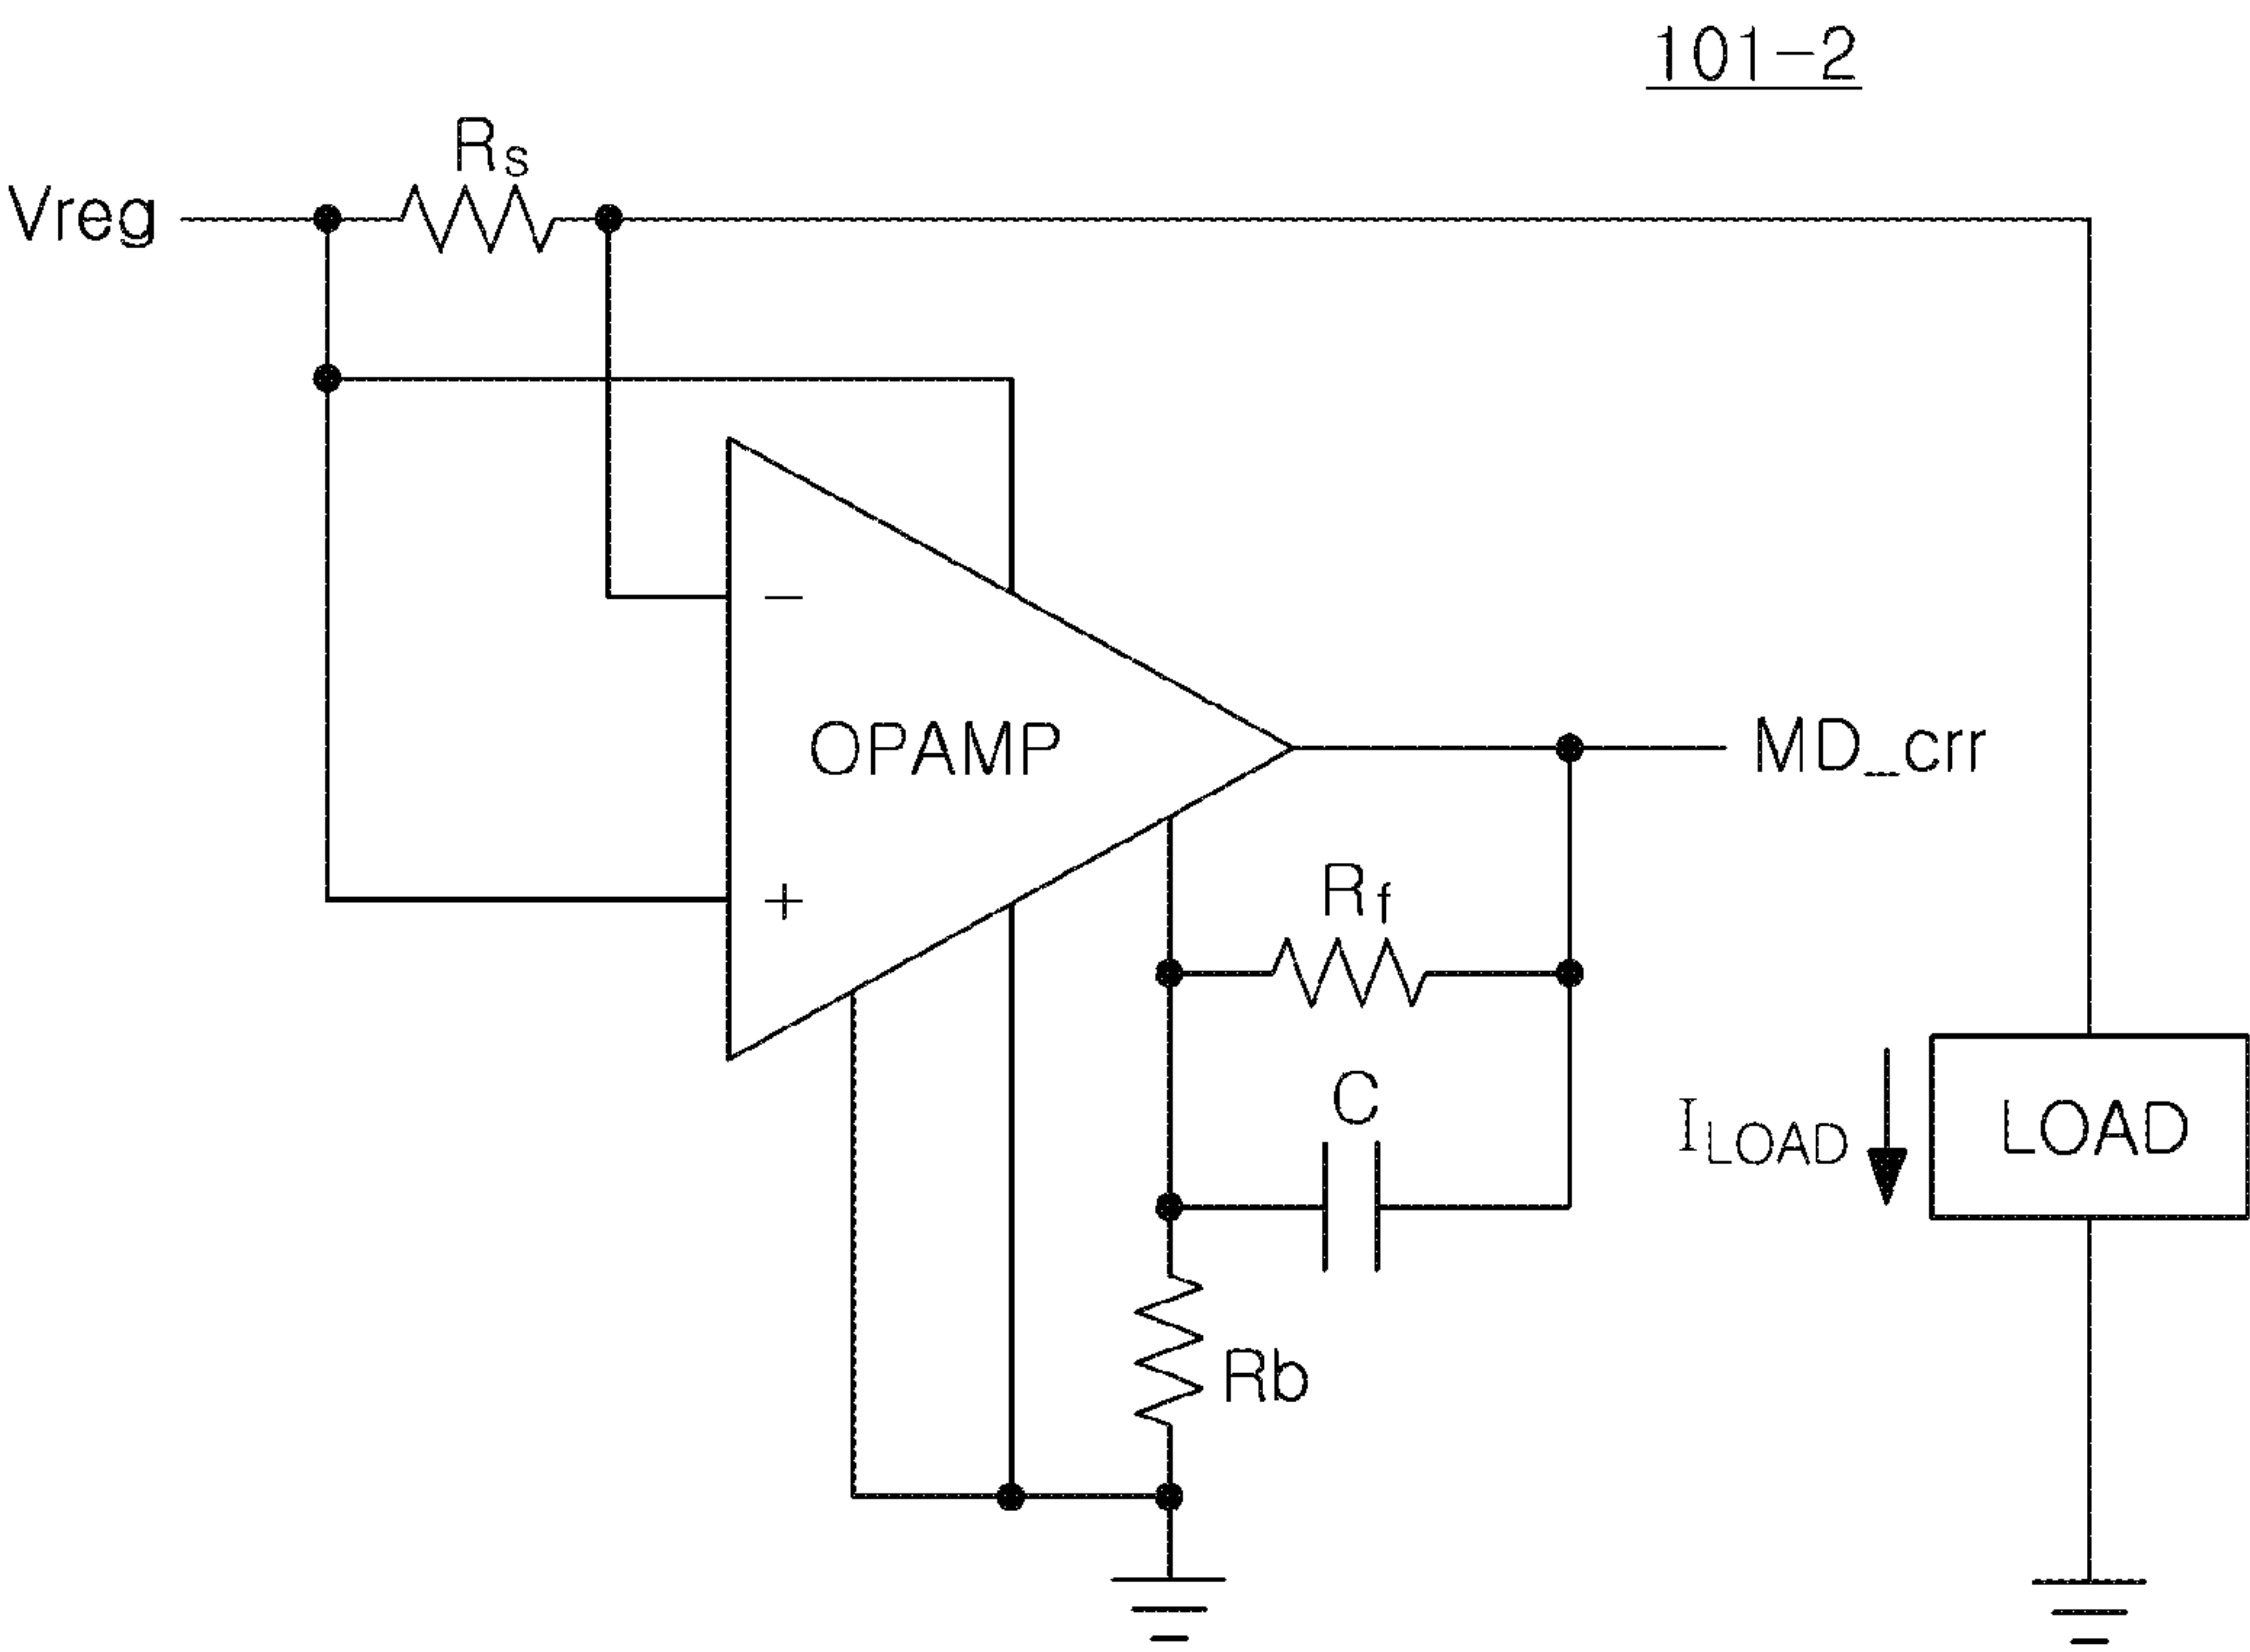 101-2
Rs
Vreg
−
OPAMP
MD_crr
+
Rf
C
ILOAD
LOAD
Rb